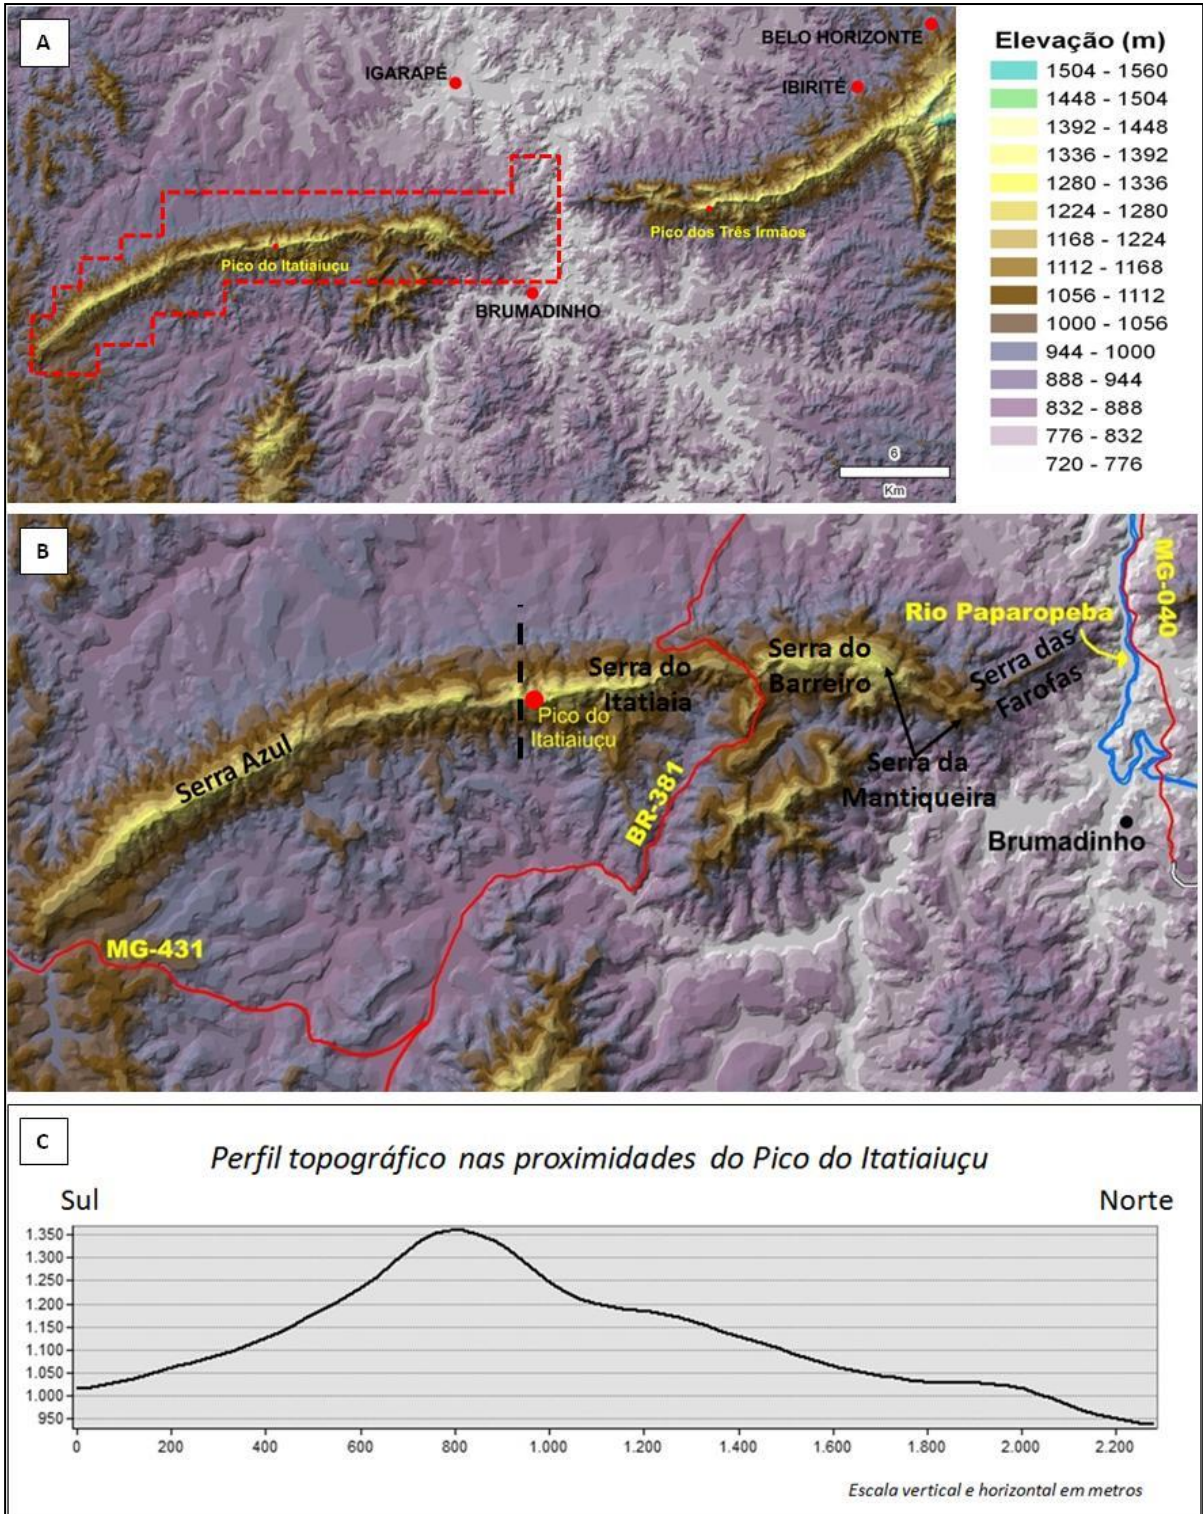 A
BELO HORIZONTE
IGARAPÉ
IBIRITÉ
Pico dos Três Irmãos
Pico do Itatiaiuçu
BRUMADINHO
6
Km
Elevação (m)
1504 - 1560
1448 - 1504
1392 - 1448
1336 - 1392
1280 - 1336
1224 - 1280
1168 - 1224
1112 - 1168
1056 - 1112
1000 - 1056
944 - 1000
888 - 944
832 - 888
776 - 832
720 - 776
B
MG-040
Rio Paparopeba
Serra das
Farofas
Serra do
Barreiro
Serra do
Itatiaia
Pico do
Itatiaiuçu
Serra Azul
Serra da
Mantiqueira
BR-381
Brumadinho
MG-431
C
Perfil topográfico nas proximidades do Pico do Itatiaiuçu
Sul
Norte
1.350
1.300
1.250
1.200
1.150
1.100
1.050
1.000
950
0 200 400 600 800 1.000 1.200 1.400 1.600 1.800 2.000 2.200
Escala vertical e horizontal em metros